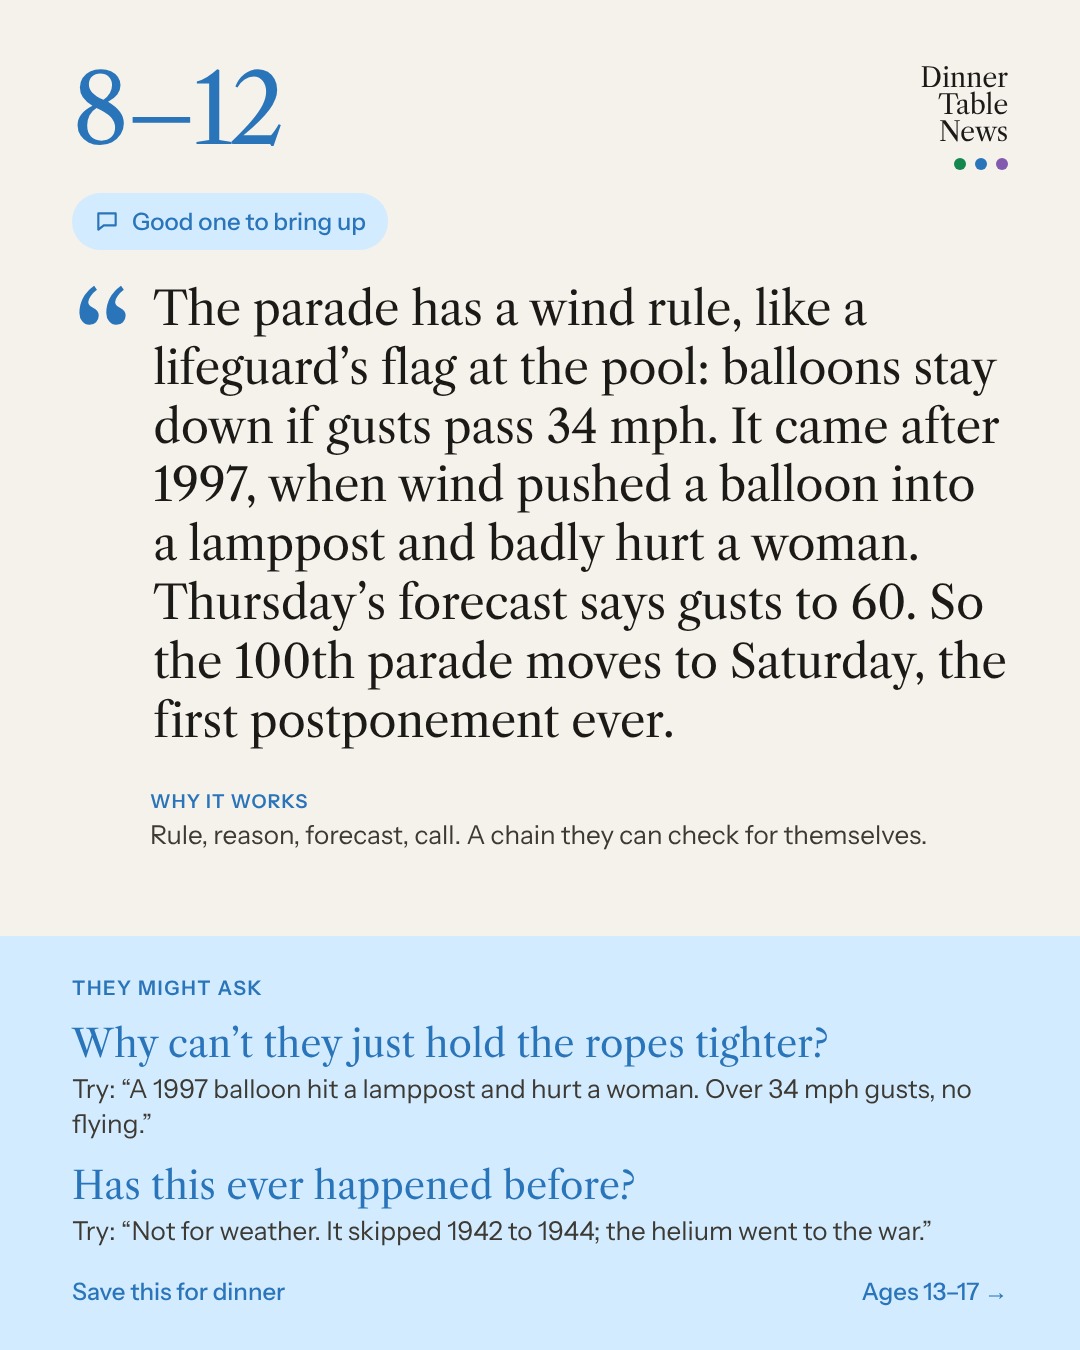 8–12
Dinner
Table
News
Good one to bring up
“ The parade has a wind rule, like a
lifeguard’s flag at the pool: balloons stay
down if gusts pass 34 mph. It came after
1997, when wind pushed a balloon into
a lamppost and badly hurt a woman.
Thursday’s forecast says gusts to 60. So
the 100th parade moves to Saturday, the
first postponement ever.
WHY IT WORKS
Rule, reason, forecast, call. A chain they can check for themselves.
THEY MIGHT ASK
Why can’t they just hold the ropes tighter?
Try: “A 1997 balloon hit a lamppost and hurt a woman. Over 34 mph gusts, no
flying.”
Has this ever happened before?
Try: “Not for weather. It skipped 1942 to 1944; the helium went to the war.”
Save this for dinner
Ages 13–17 →